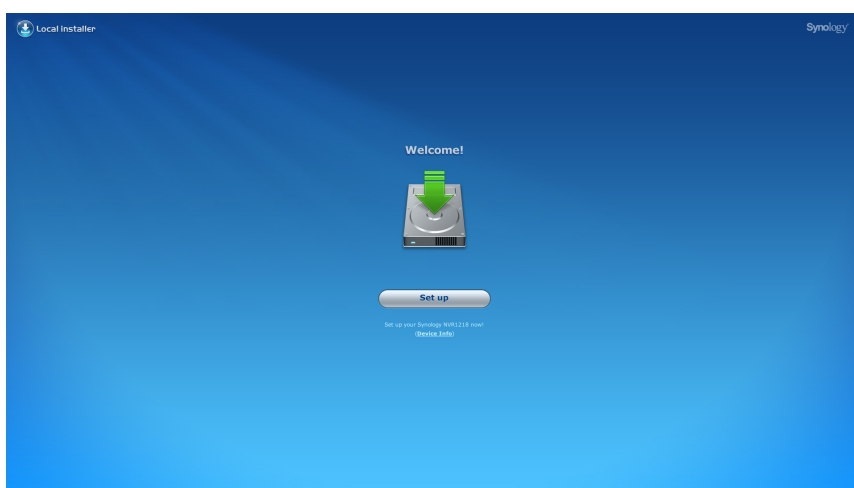 Local Installer
Synology
Welcome!
Set up
Set up your Synology NVR1218 now!
(Device Info)